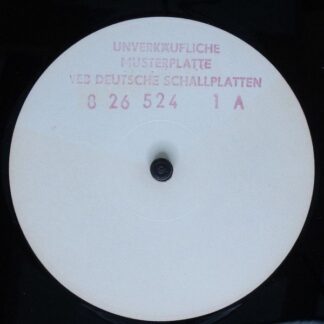 UNVERKÄUFLICHE
MUSTERPLATTE
VEB DEUTSCHE SCHALLPLATTEN
8 26 524 1 A